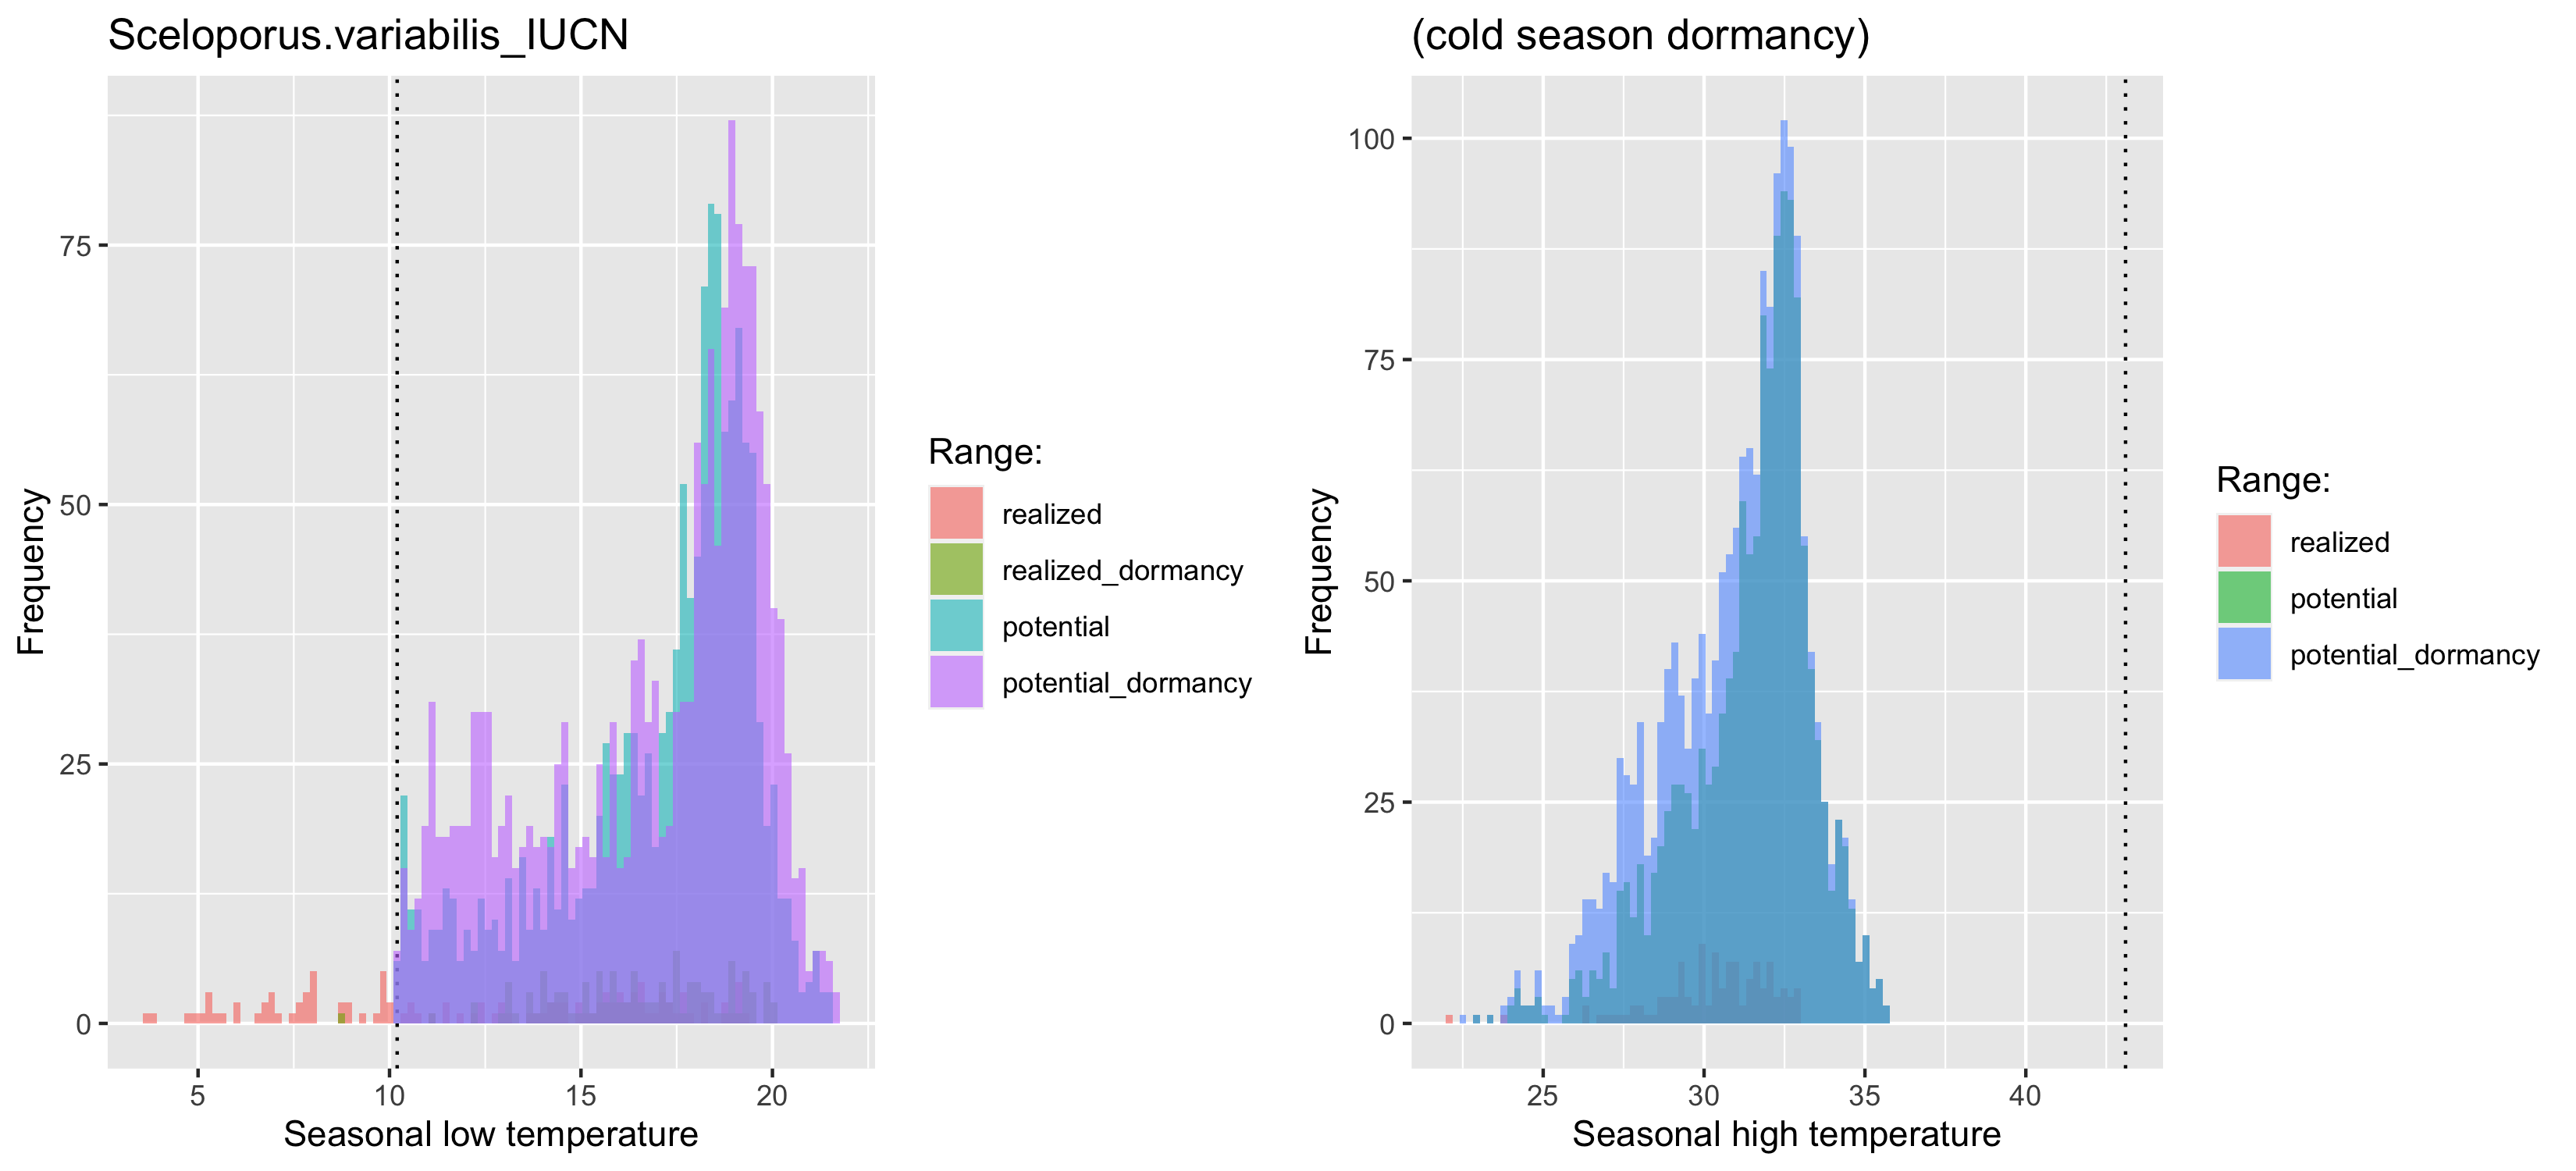 Sceloporus.variabilis_IUCN
Frequency
75
50
25
0
5 10 15 20
Seasonal low temperature
Range:
realized
realized_dormancy
potential
potential_dormancy
(cold season dormancy)
Frequency
100
75
50
25
0
25 30 35 40
Seasonal high temperature
Range:
realized
potential
potential_dormancy